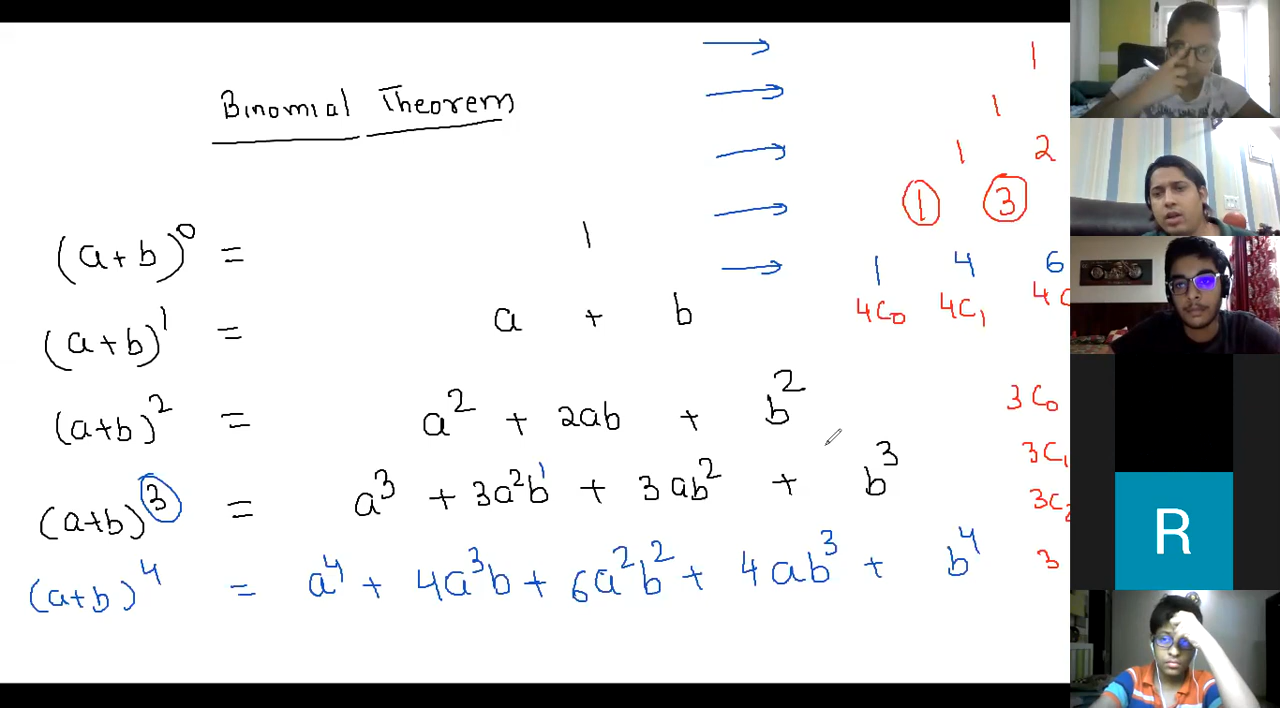 Binomial Theorem
(a+b)^0 = 1
(a+b)^1 = a + b
(a+b)^2 = a^2 + 2ab + b^2
(a+b)^3 = a^3 + 3a^2b^1 + 3ab^2 + b^3
(a+b)^4 = a^4 + 4a^3b + 6a^2b^2 + 4ab^3 + b^4
→ 1
→ 1
→ 1 2
→ 1 3
→ 1 4 6
4C0 4C1 4C
3C0
3C1
3C2
3
R